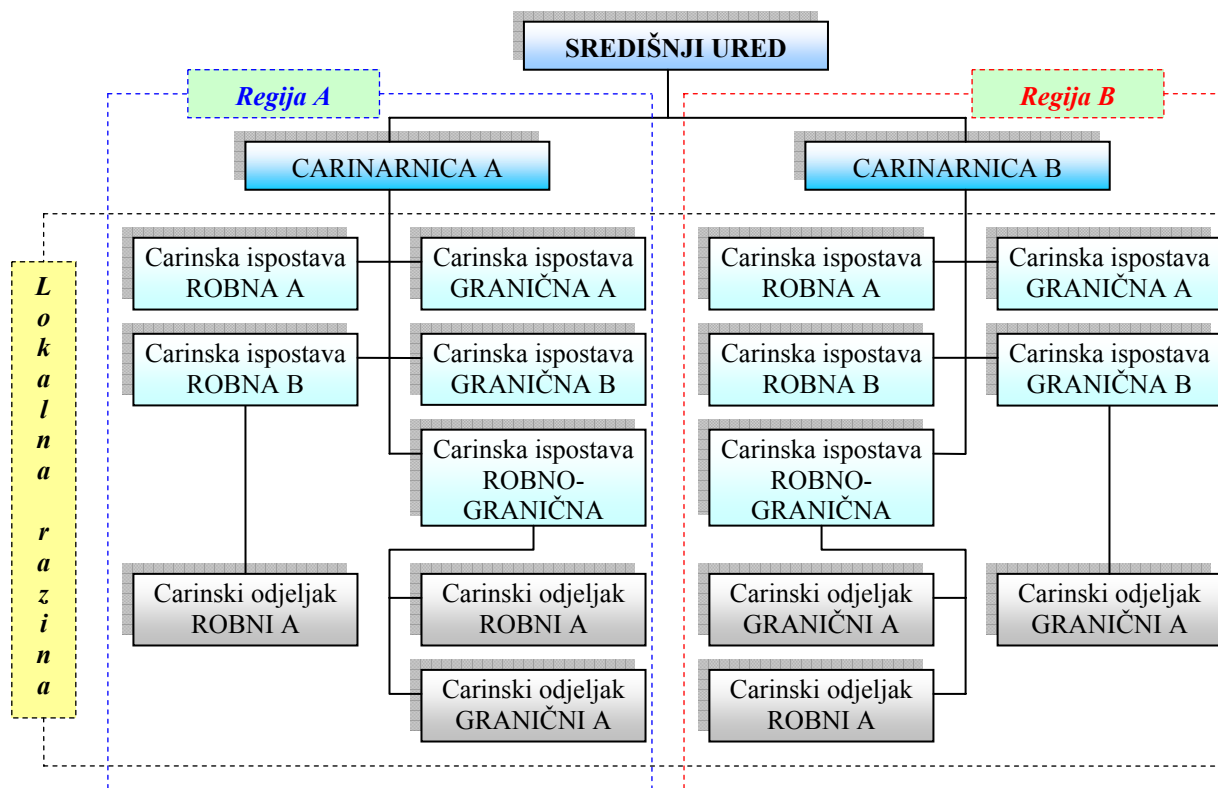 SREDIŠNJI URED
Regija A
Regija B
CARINARNICA A
CARINARNICA B
Lokalna razina
Carinska ispostava
ROBNA A
Carinska ispostava
GRANIČNA A
Carinska ispostava
ROBNA A
Carinska ispostava
GRANIČNA A
Carinska ispostava
ROBNA B
Carinska ispostava
GRANIČNA B
Carinska ispostava
ROBNA B
Carinska ispostava
GRANIČNA B
Carinska ispostava
ROBNO-
GRANIČNA
Carinska ispostava
ROBNO-
GRANIČNA
Carinski odjeljak
ROBNI A
Carinski odjeljak
ROBNI A
Carinski odjeljak
GRANIČNI A
Carinski odjeljak
GRANIČNI A
Carinski odjeljak
GRANIČNI A
Carinski odjeljak
ROBNI A